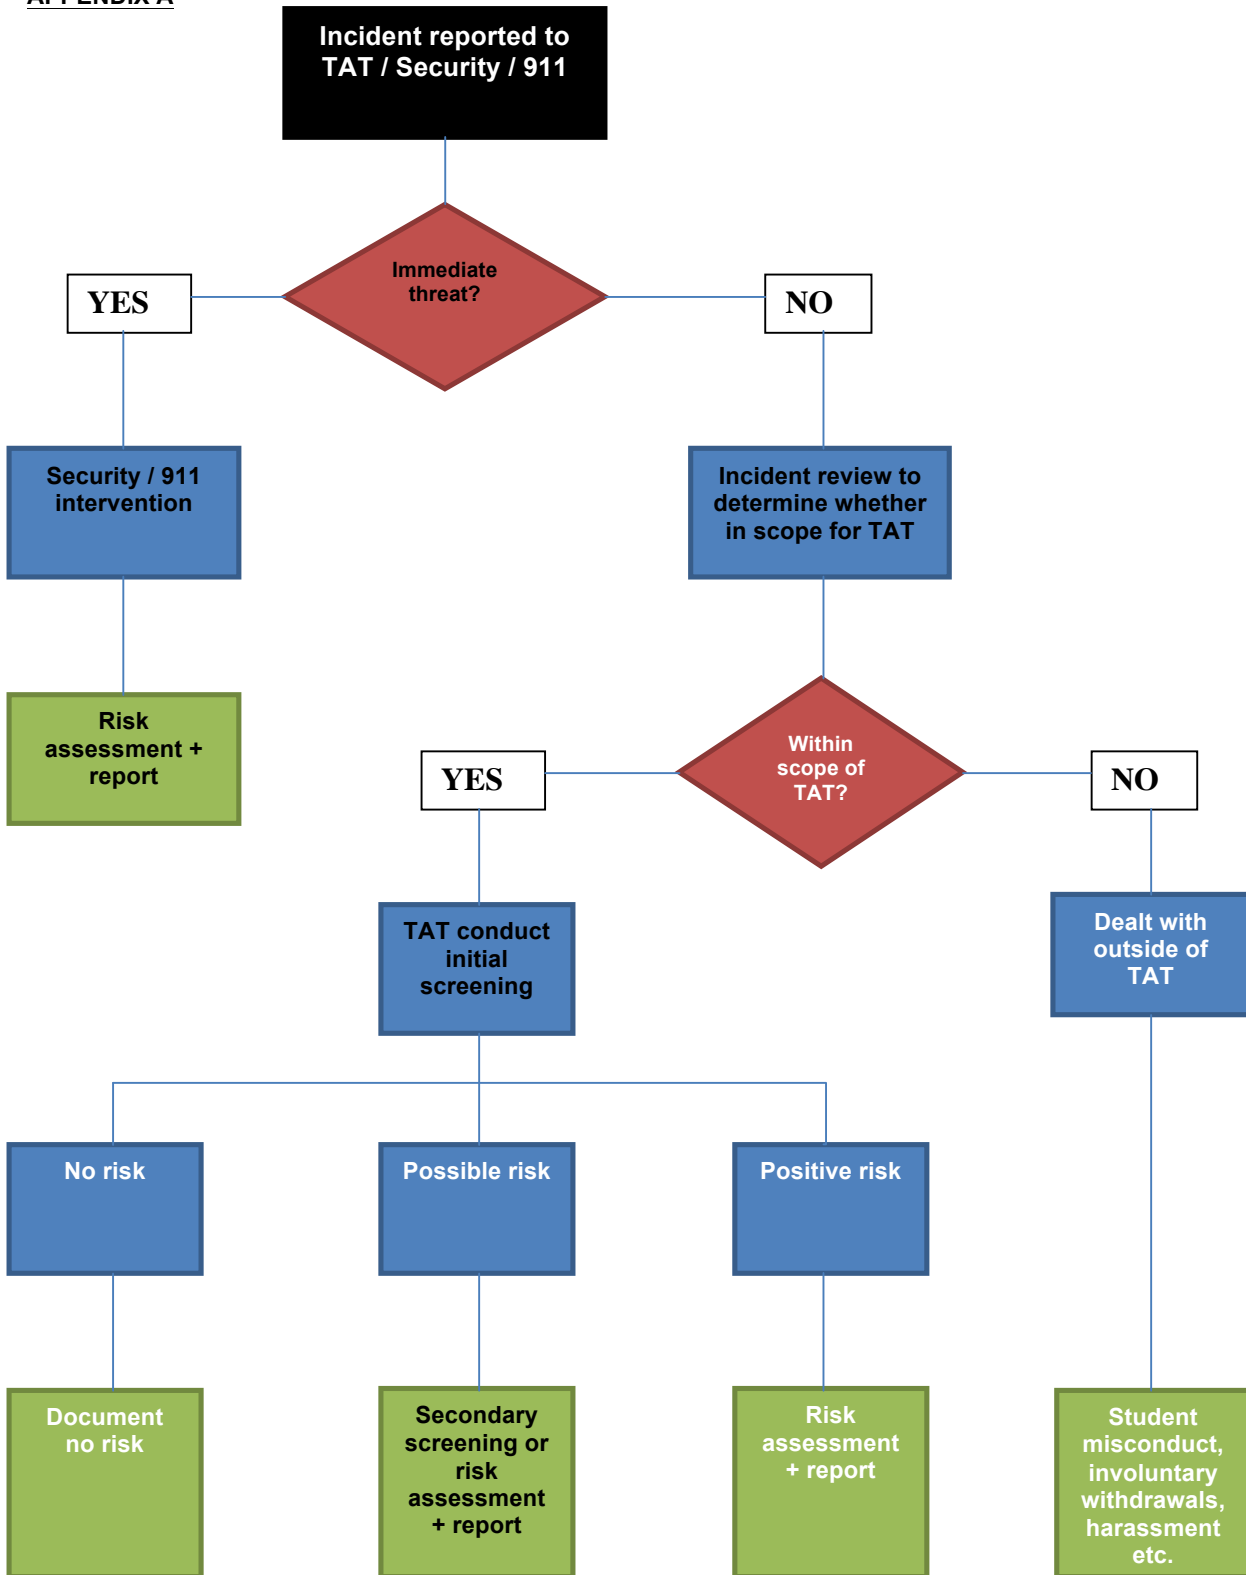 APPENDIX A
Incident reported to
TAT / Security / 911
Immediate
threat?
YES
NO
Security / 911
intervention
Incident review to
determine whether
in scope for TAT
Risk
assessment +
report
Within
scope of
TAT?
YES
NO
TAT conduct
initial
screening
Dealt with
outside of
TAT
No risk
Possible risk
Positive risk
Document
no risk
Secondary
screening or
risk
assessment
+ report
Risk
assessment
+ report
Student
misconduct,
involuntary
withdrawals,
harassment
etc.